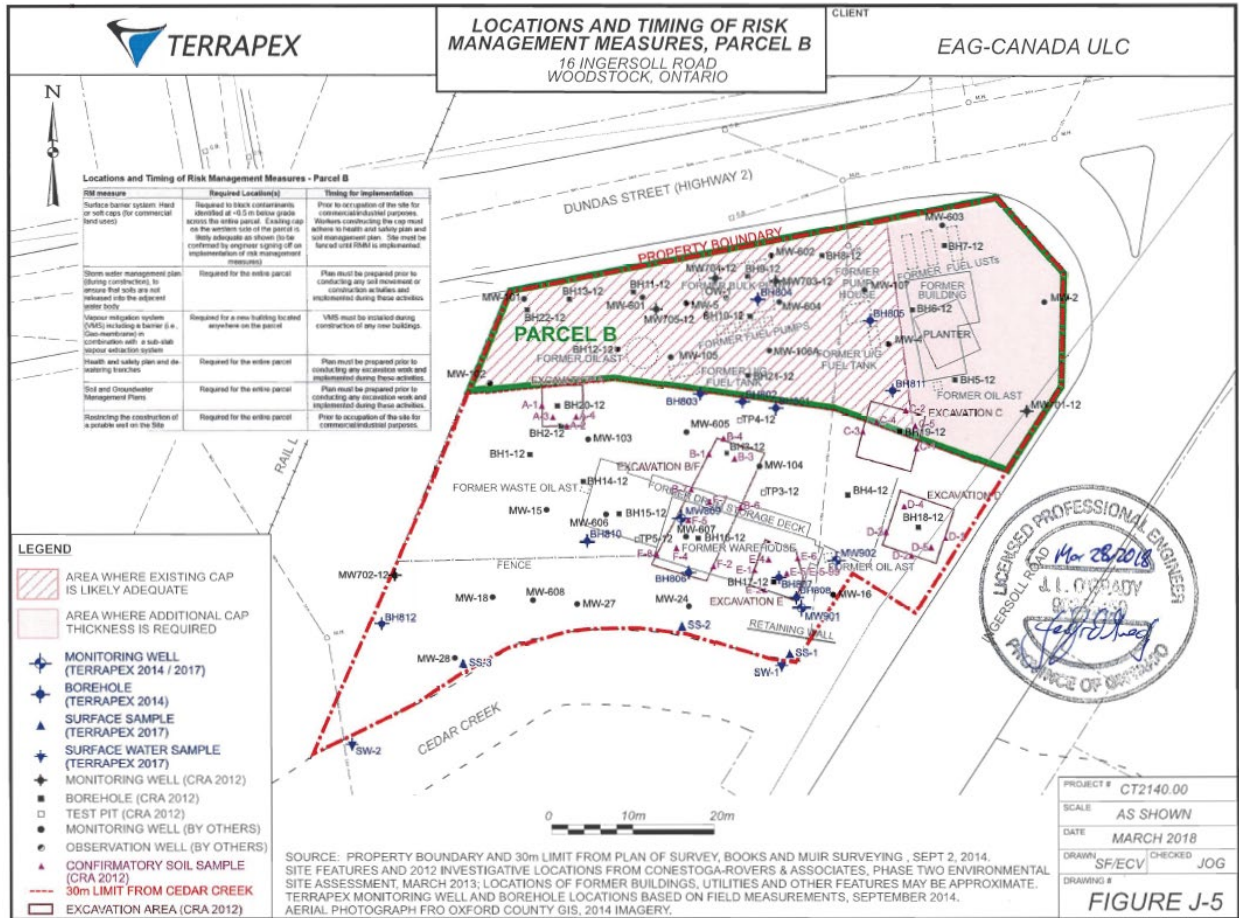 TERRAPEX
LOCATIONS AND TIMING OF RISK
MANAGEMENT MEASURES, PARCEL B
16 INGERSOLL ROAD
WOODSTOCK, ONTARIO
CLIENT
EAG-CANADA ULC
N
Locations and Timing of Risk Management Measures - Parcel B
RM measure
Required Location(s)
Timing for Implementation
Surface barrier system: Hard
or soft caps (for commercial
land uses)
Required to block contaminants
identified at <0.5 m below grade
across the entire parcel. Existing cap
on the western side of the parcel is
likely adequate as shown (to be
confirmed by engineer signing off on
implementation of risk management
measures)
Prior to occupation of the site for
commercial/industrial purposes.
Workers constructing the cap must
adhere to health and safety plan and
soil management plan. Site must be
fenced until RMM is implemented.
Storm water management plan
(during construction), to
ensure that soils are not
released into the adjacent
water body
Required for the entire parcel
Plan must be prepared prior to
conducting any soil movement or
construction activities and
implemented during these activities
Vapour mitigation system
(VMS) including a barrier (i.e.,
Geo-membrane) in
combination with a sub-slab
vapour extraction system
Required for a new building located
anywhere on the parcel
VMS must be installed during
construction of any new buildings.
Health and safety plan and de-
watering trenches
Required for the entire parcel
Plan must be prepared prior to
conducting any excavation work and
implemented during these activities.
Soil and Groundwater
Management Plans
Required for the entire parcel
Plan must be prepared prior to
conducting any excavation work and
implemented during these activities.
Restricting the construction of
a potable well on the Site
Required for the entire parcel
Prior to occupation of the site for
commercial/industrial purposes.
DUNDAS STREET (HIGHWAY 2)
PROPERTY BOUNDARY
PARCEL B
MW-603
BH7-12
MW-602
BH8-12
BH9-12
MW704-12
MW703-12
FORMER FUEL USTs
FORMER
PUMP
HOUSE
MW-107
FORMER
BUILDING
MW-2
BH11-12
BH13-12
BH22-12
MW-601
MW705-12
MW-5
BH804
MW-604
BH10-12
BH805
BH6-12
PLANTER
FORMER FUEL PUMPS
BH12-12
FORMER OIL AST
MW-105
MW-106A
MW-4
FORMER U/G
FUEL TANK
FORMER U/G
FUEL TANK
BH21-12
BH5-12
FORMER OIL AST
MW-102
BH811
BH803
MW701-12
EXCAVATION C
C-2
C-4
C-5
C-3
BH19-12
A-1
BH20-12
A-3
A-4
A-2
BH2-12
TP4-12
MW-605
MW-103
BH1-12
B-4
B-1
B-3
MW-104
EXCAVATION B/F
FORMER WASTE OIL AST
BH14-12
TP3-12
BH4-12
EXCAVATION D
D-4
BH18-12
D-3
D-5
D-2
MW-15
MW-606
BH15-12
BH810
TP5-12
MW-607
BH16-12
F-5
B-6
F-4
F-2
FORMER WAREHOUSE
MW902
FORMER OIL AST
E-4
E-6
E-1
E-2
BH17-12
BH807
BH808
BH806
EXCAVATION E
MW-16
MW901
RETAINING WALL
FENCE
MW702-12
BH812
MW-18
MW-608
MW-27
MW-24
SS-2
SS-1
SW-1
MW-28
SS-3
SW-2
CEDAR CREEK
LICENSED PROFESSIONAL ENGINEER
Mar 28/2018
PROVINCE OF ONTARIO
INGERSOLL ROAD
LEGEND
AREA WHERE EXISTING CAP
IS LIKELY ADEQUATE
AREA WHERE ADDITIONAL CAP
THICKNESS IS REQUIRED
MONITORING WELL
(TERRAPEX 2014 / 2017)
BOREHOLE
(TERRAPEX 2014)
SURFACE SAMPLE
(TERRAPEX 2017)
SURFACE WATER SAMPLE
(TERRAPEX 2017)
MONITORING WELL (CRA 2012)
BOREHOLE (CRA 2012)
TEST PIT (CRA 2012)
MONITORING WELL (BY OTHERS)
OBSERVATION WELL (BY OTHERS)
CONFIRMATORY SOIL SAMPLE
(CRA 2012)
30m LIMIT FROM CEDAR CREEK
EXCAVATION AREA (CRA 2012)
0 10m 20m
SOURCE: PROPERTY BOUNDARY AND 30m LIMIT FROM PLAN OF SURVEY, BOOKS AND MUIR SURVEYING , SEPT 2, 2014.
SITE FEATURES AND 2012 INVESTIGATIVE LOCATIONS FROM CONESTOGA-ROVERS & ASSOCIATES, PHASE TWO ENVIRONMENTAL
SITE ASSESSMENT, MARCH 2013; LOCATIONS OF FORMER BUILDINGS, UTILITIES AND OTHER FEATURES MAY BE APPROXIMATE.
TERRAPEX MONITORING WELL AND BOREHOLE LOCATIONS BASED ON FIELD MEASUREMENTS, SEPTEMBER 2014.
AERIAL PHOTOGRAPH FRO OXFORD COUNTY GIS, 2014 IMAGERY.
PROJECT # CT2140.00
SCALE
AS SHOWN
DATE
MARCH 2018
DRAWN SF/ECV CHECKED JOG
DRAWING #
FIGURE J-5